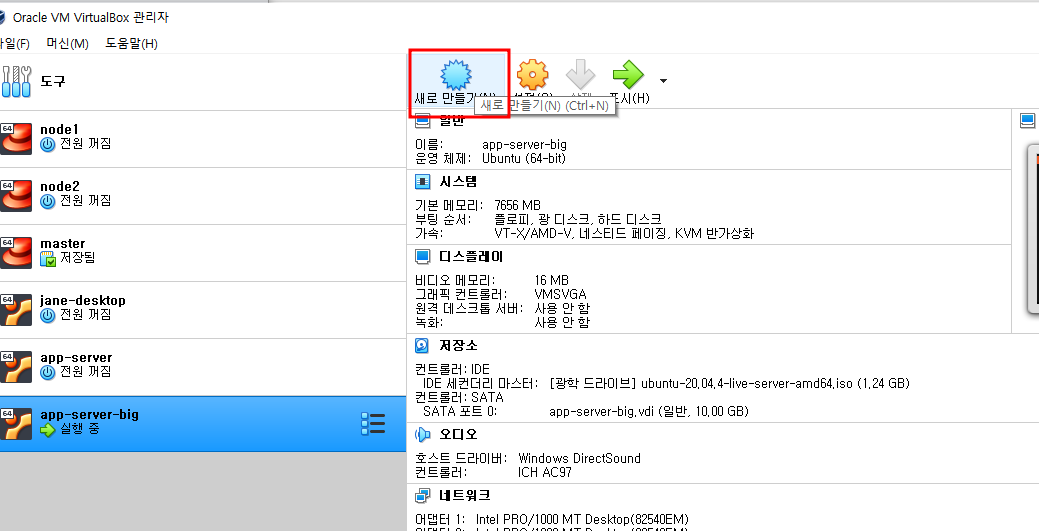 Oracle VM VirtualBox 관리자
일(F) 머신(M) 도움말(H)
도구
64 node1
전원 꺼짐
64 node2
전원 꺼짐
64 master
저장됨
64 jane-desktop
전원 꺼짐
64 app-server
전원 꺼짐
64 app-server-big
실행 중
새로 만들기(N)
새로 만들기(N) (Ctrl+N)
일반
이름: app-server-big
운영 체제: Ubuntu (64-bit)
시스템
기본 메모리: 7656 MB
부팅 순서: 플로피, 광 디스크, 하드 디스크
가속: VT-X/AMD-V, 네스티드 페이징, KVM 반가상화
디스플레이
비디오 메모리: 16 MB
그래픽 컨트롤러: VMSVGA
원격 데스크톱 서버: 사용 안 함
녹화: 사용 안 함
저장소
컨트롤러: IDE
IDE 세컨더리 마스터: [광학 드라이브] ubuntu-20.04.4-live-server-amd64.iso (1.24 GB)
컨트롤러: SATA
SATA 포트 0: app-server-big.vdi (일반, 10.00 GB)
오디오
호스트 드라이버: Windows DirectSound
컨트롤러: ICH AC97
네트워크
어댑터 1: Intel PRO/1000 MT Desktop(82540EM)